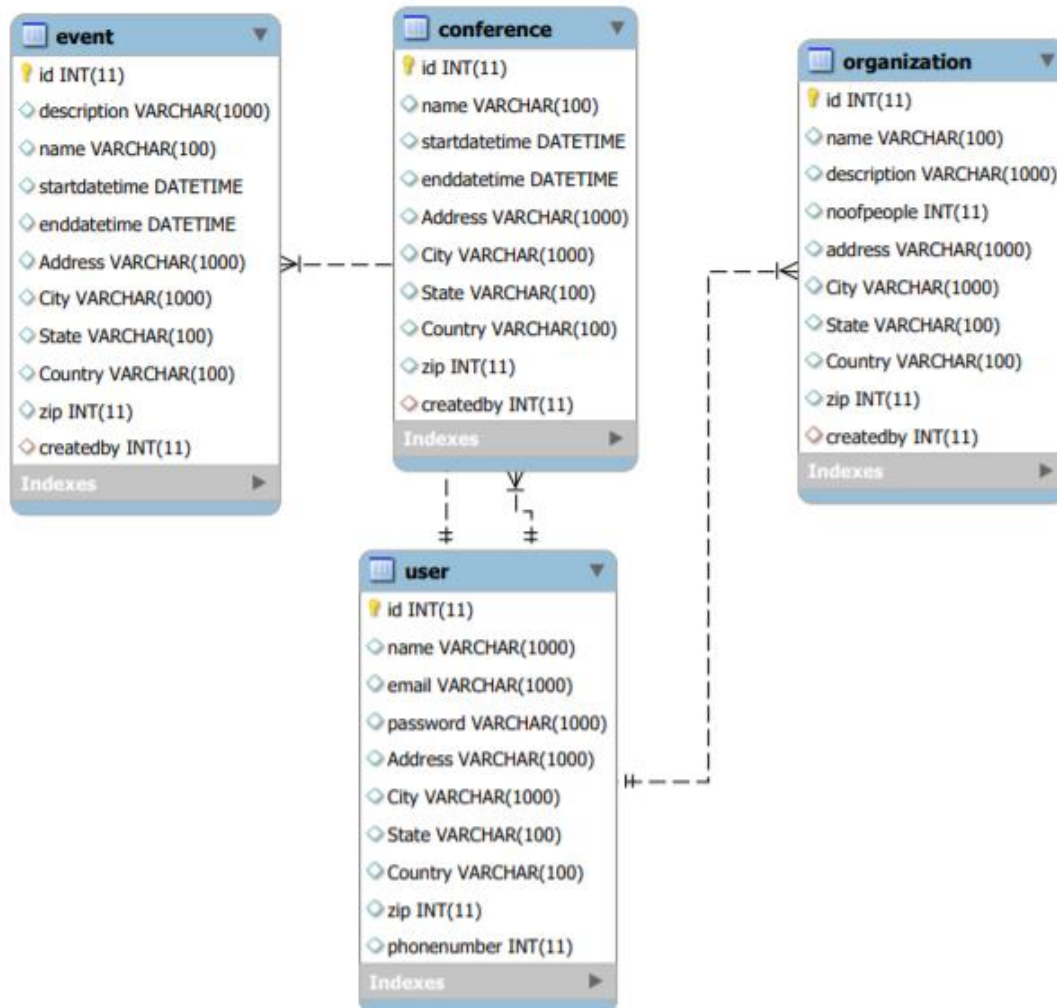 event
id INT(11)
description VARCHAR(1000)
name VARCHAR(100)
startdatetime DATETIME
enddatetime DATETIME
Address VARCHAR(1000)
City VARCHAR(1000)
State VARCHAR(100)
Country VARCHAR(100)
zip INT(11)
createdby INT(11)
Indexes
conference
id INT(11)
name VARCHAR(100)
startdatetime DATETIME
enddatetime DATETIME
Address VARCHAR(1000)
City VARCHAR(1000)
State VARCHAR(100)
Country VARCHAR(100)
zip INT(11)
createdby INT(11)
Indexes
organization
id INT(11)
name VARCHAR(100)
description VARCHAR(1000)
noofpeople INT(11)
address VARCHAR(1000)
City VARCHAR(1000)
State VARCHAR(100)
Country VARCHAR(100)
zip INT(11)
createdby INT(11)
Indexes
user
id INT(11)
name VARCHAR(1000)
email VARCHAR(1000)
password VARCHAR(1000)
Address VARCHAR(1000)
City VARCHAR(1000)
State VARCHAR(100)
Country VARCHAR(100)
zip INT(11)
phonenumber INT(11)
Indexes